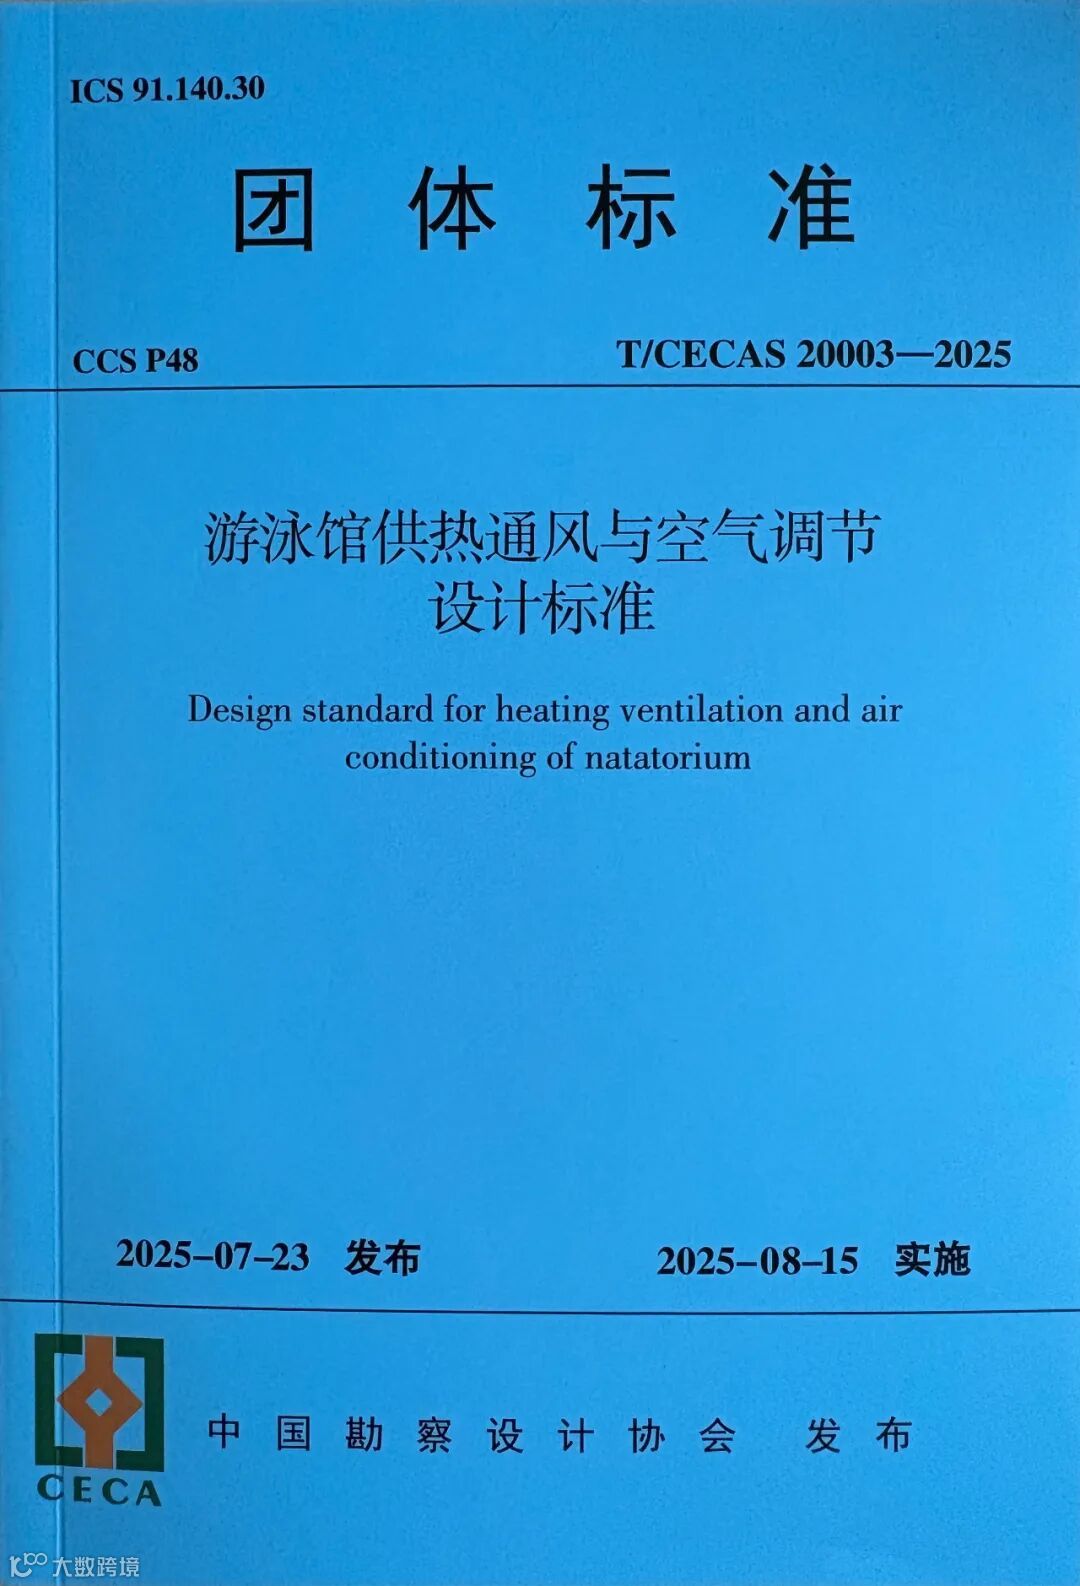 ICS 91.140.30
团 体 标 准
CCS P48
T/CECAS 20003—2025
游泳馆供热通风与空气调节
设计标准
Design standard for heating ventilation and air
conditioning of natatorium
2025-07-23 发布
2025-08-15 实施
CECA
中 国 勘 察 设 计 协 会 发 布
大数跨境